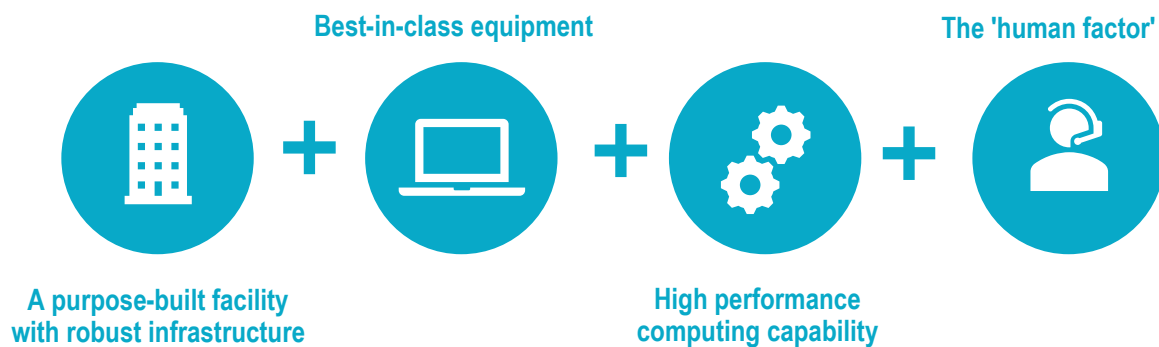 Best-in-class equipment
The 'human factor'
A purpose-built facility
with robust infrastructure
High performance
computing capability